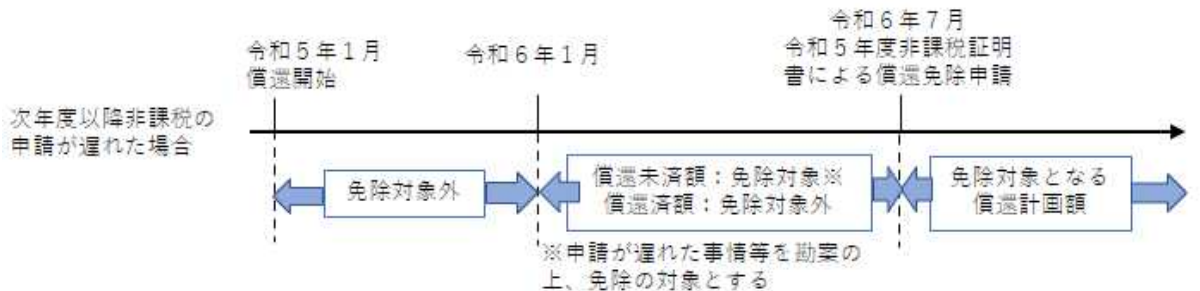 令和６年７月
令和５年度非課税証明
書による償還免除申請
令和５年１月
償還開始
令和６年１月
次年度以降非課税の
申請が遅れた場合
免除対象外
償還未済額：免除対象※
償還済額：免除対象外
免除対象となる
償還計画額
※申請が遅れた事情等を勘案の
上、免除の対象とする